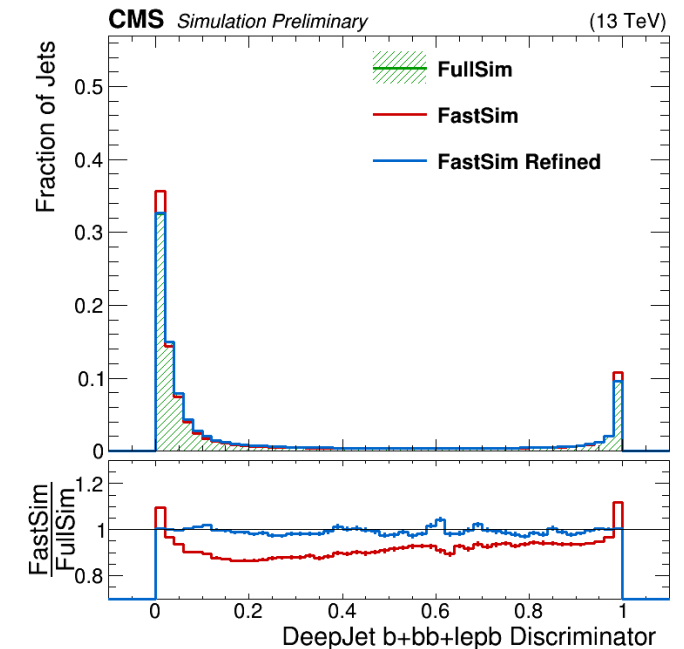 CMS Simulation Preliminary (13 TeV)
Fraction of Jets
0.5
0.4
0.3
0.2
0.1
0
FullSim
FastSim
FastSim Refined
FastSim
FullSim
1.2
1
0.8
0 0.2 0.4 0.6 0.8 1
DeepJet b+bb+lepb Discriminator